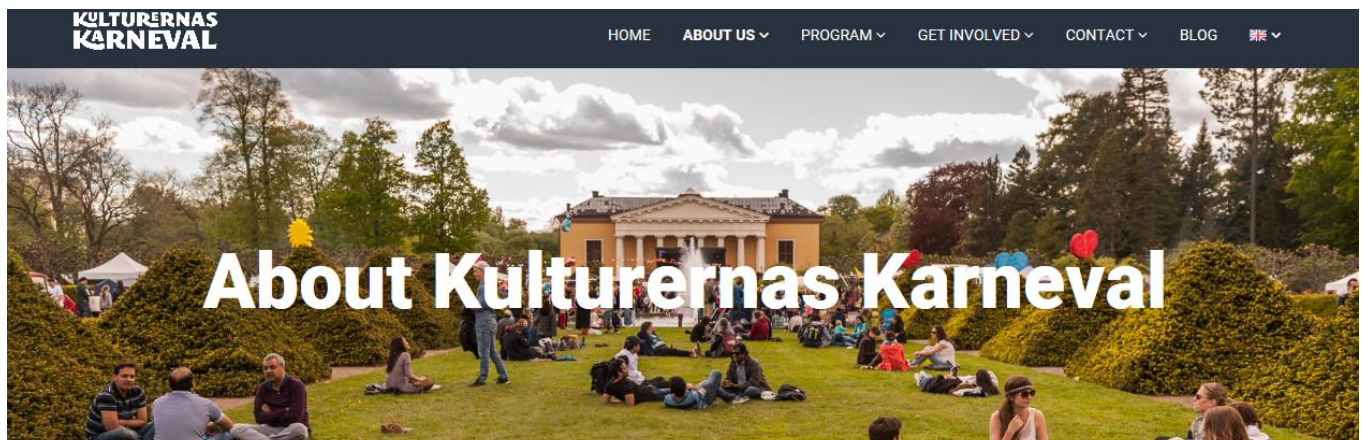 KULTURERNAS
KARNEVAL
HOME ABOUT US PROGRAM GET INVOLVED CONTACT BLOG
About Kulturernas Karneval